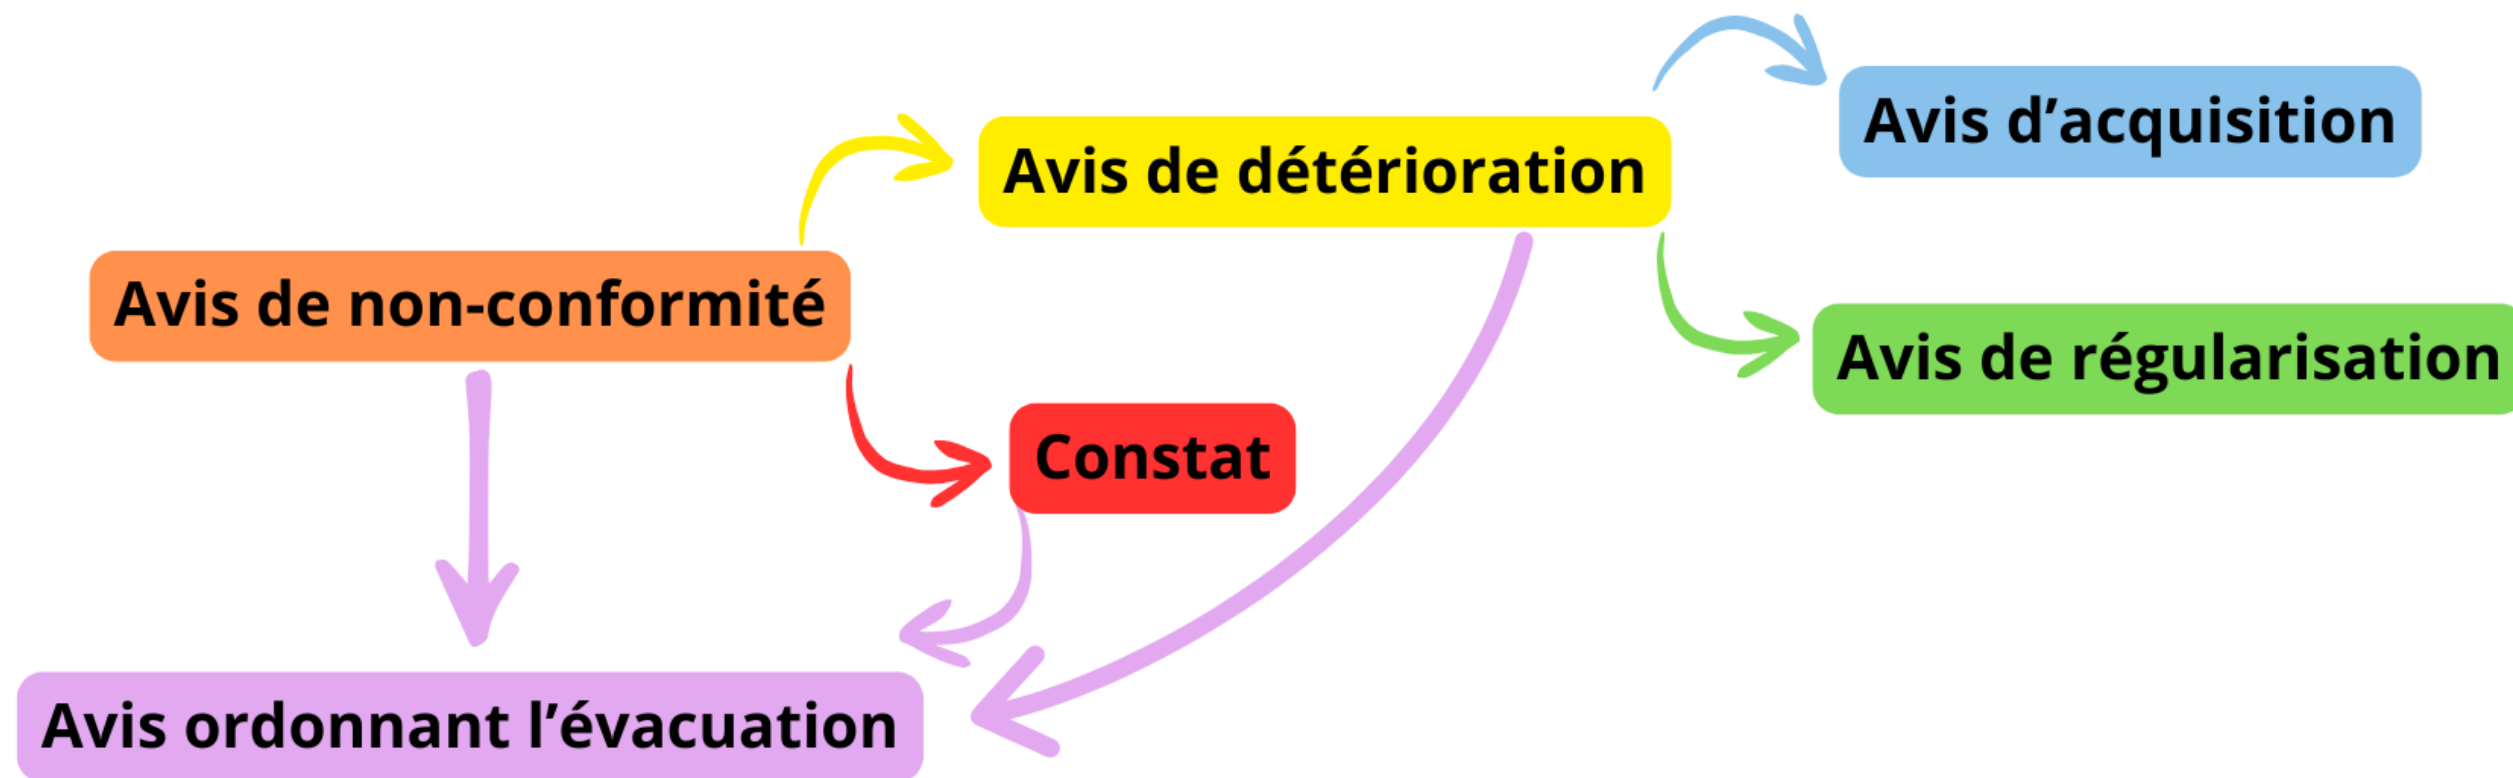 Avis d’acquisition
Avis de détérioration
Avis de non-conformité
Avis de régularisation
Constat
Avis ordonnant l’évacuation